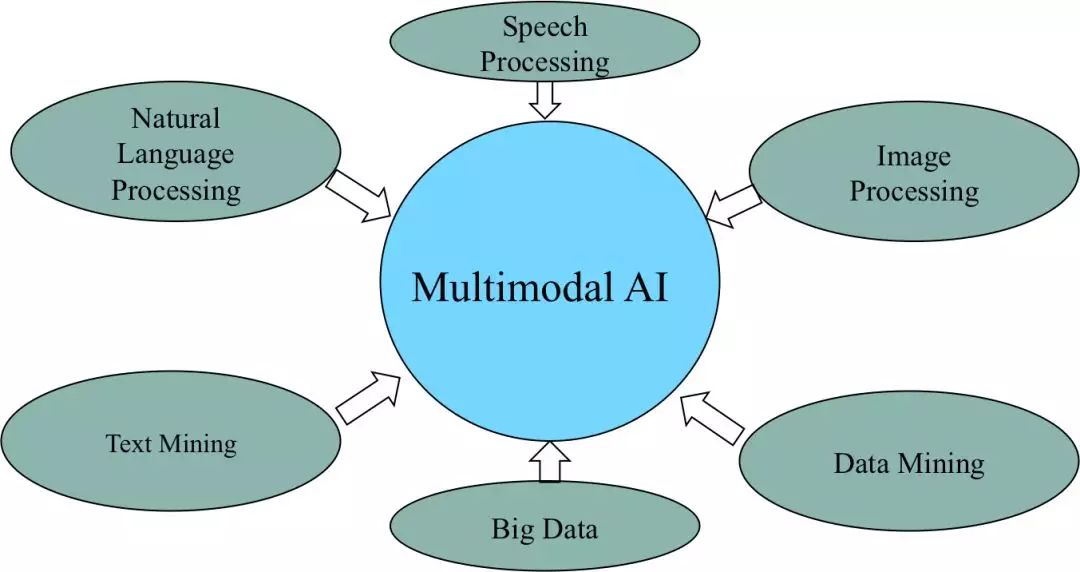 Speech
Processing
Natural
Language
Processing
Image
Processing
Multimodal AI
Text Mining
Data Mining
Big Data